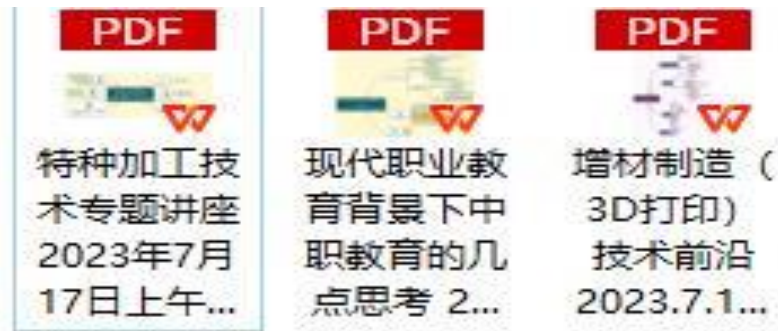 PDF
特种加工技
术专题讲座
2023年7月
17日上午...
PDF
现代职业教
育背景下中
职教育的几
点思考 2...
PDF
增材制造（
3D打印）
技术前沿
2023.7.1...